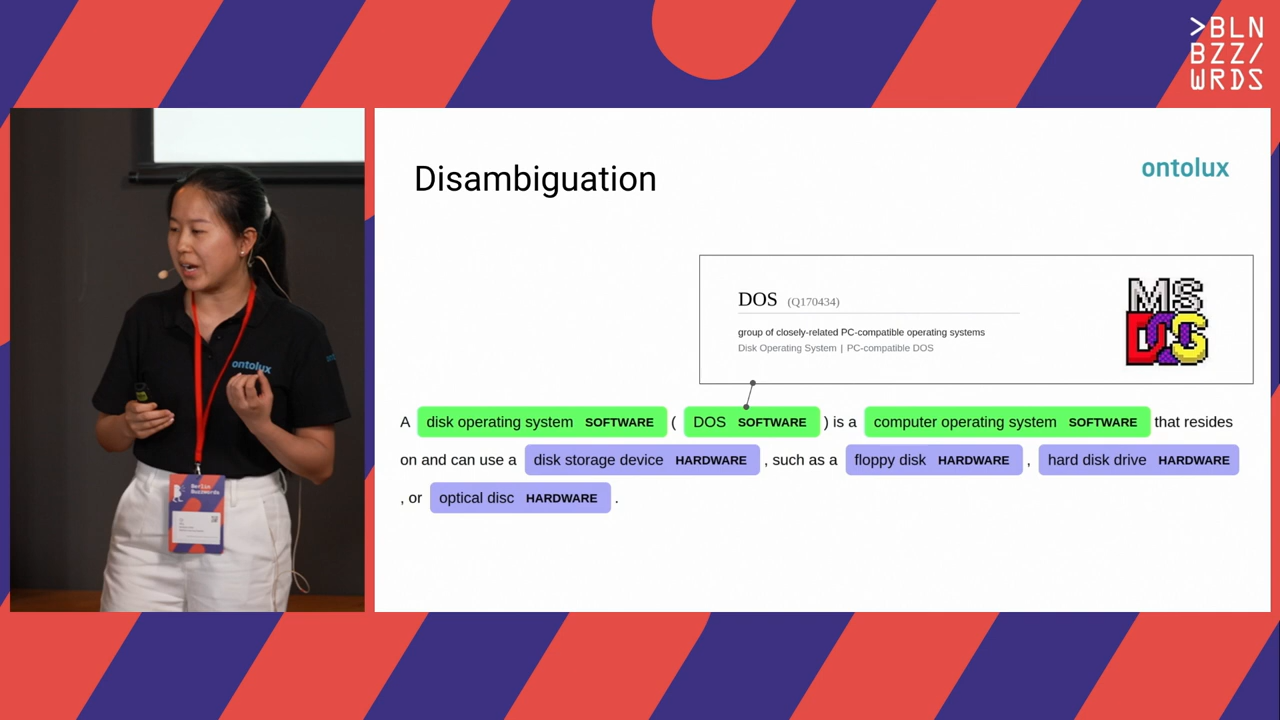 >BLN
BZZ/
WRDS
Disambiguation
ontolux
DOS (Q170434)
group of closely-related PC-compatible operating systems
Disk Operating System | PC-compatible DOS
MS
DOS
A disk operating system SOFTWARE ( DOS SOFTWARE ) is a computer operating system SOFTWARE that resides
on and can use a disk storage device HARDWARE , such as a floppy disk HARDWARE , hard disk drive HARDWARE
, or optical disc HARDWARE .
ontolux
Berlin
Buzzwords